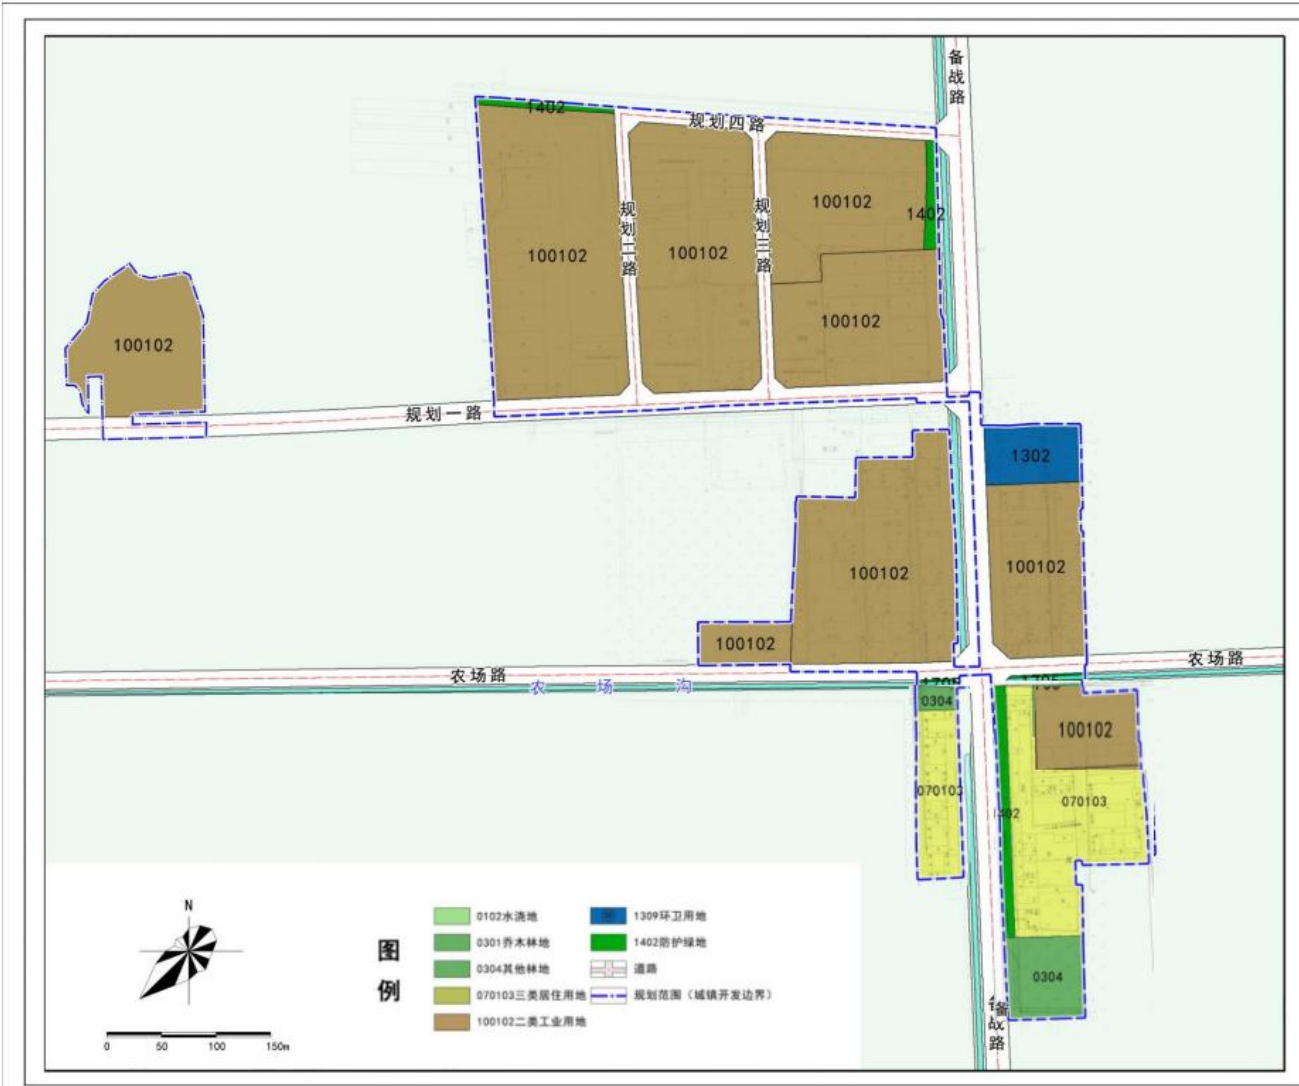 备战路
1402
规划四路
100102
1402
规划二路
规划三路
100102
100102
100102
100102
100102
规划一路
1302
100102
100102
100102
农场路
农场路
农场沟
1705
0304
100102
070103
070103
1402
0304
备战路
N
图例
0102水浇地
1309环卫用地
0301乔木林地
1402防护绿地
0304其他林地
道路
070103三类居住用地
规划范围（城镇开发边界）
100102二类工业用地
0 50 100 150m